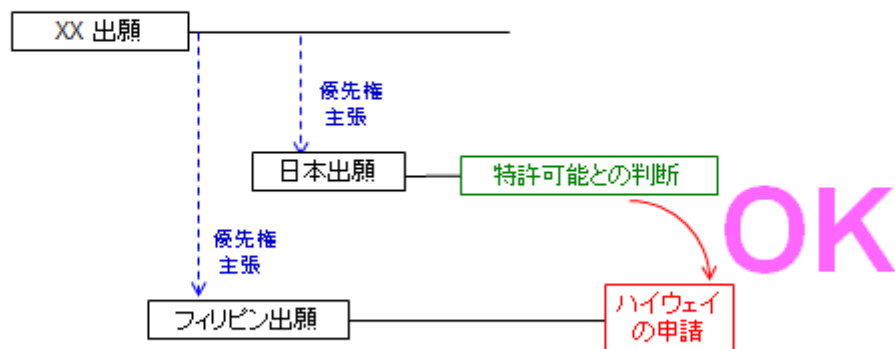 XX 出願
優先権
主張
日本出願
特許可能との判断
OK
優先権
主張
フィリピン出願
ハイウェイ
の申請